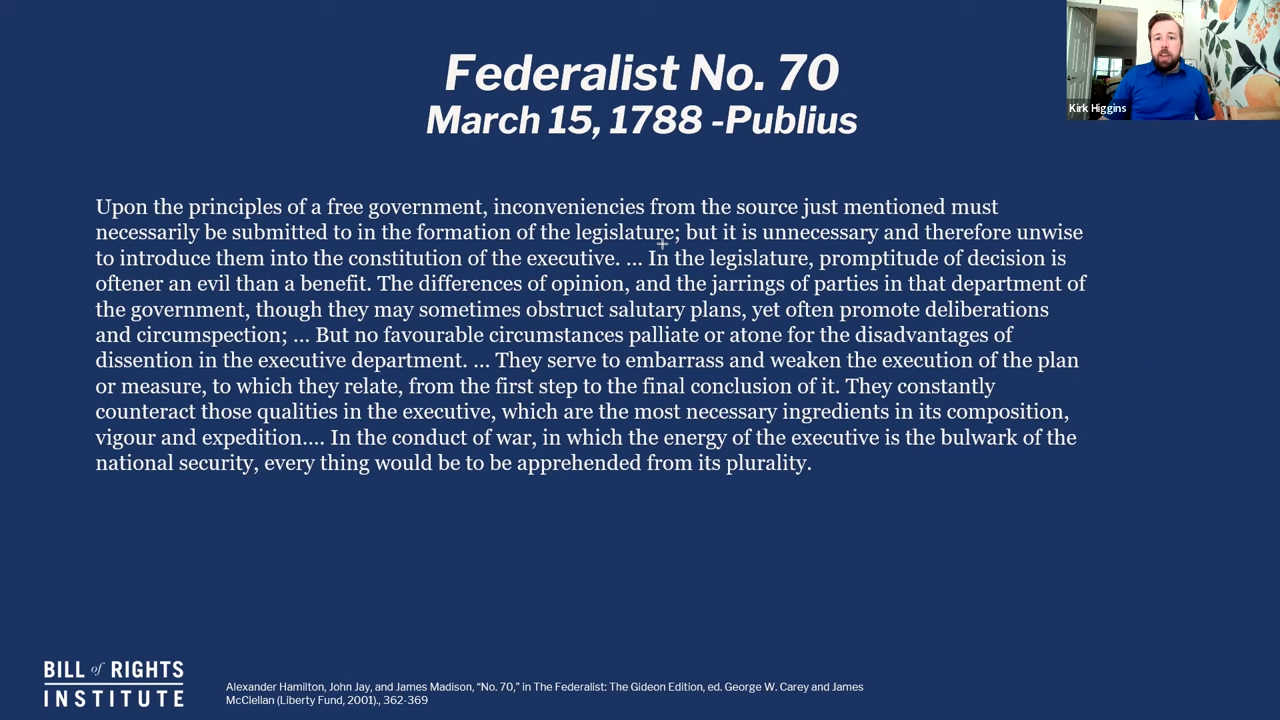 Federalist No. 70
March 15, 1788 -Publius
Kirk Higgins
Upon the principles of a free government, inconveniencies from the source just mentioned must
necessarily be submitted to in the formation of the legislature; but it is unnecessary and therefore unwise
to introduce them into the constitution of the executive. ... In the legislature, promptitude of decision is
oftener an evil than a benefit. The differences of opinion, and the jarrings of parties in that department of
the government, though they may sometimes obstruct salutary plans, yet often promote deliberations
and circumspection; ... But no favourable circumstances palliate or atone for the disadvantages of
dissention in the executive department. ... They serve to embarrass and weaken the execution of the plan
or measure, to which they relate, from the first step to the final conclusion of it. They constantly
counteract those qualities in the executive, which are the most necessary ingredients in its composition,
vigour and expedition.... In the conduct of war, in which the energy of the executive is the bulwark of the
national security, every thing would be to be apprehended from its plurality.
BILL of RIGHTS
INSTITUTE
Alexander Hamilton, John Jay, and James Madison, “No. 70,” in The Federalist: The Gideon Edition, ed. George W. Carey and James
McClellan (Liberty Fund, 2001)., 362-369